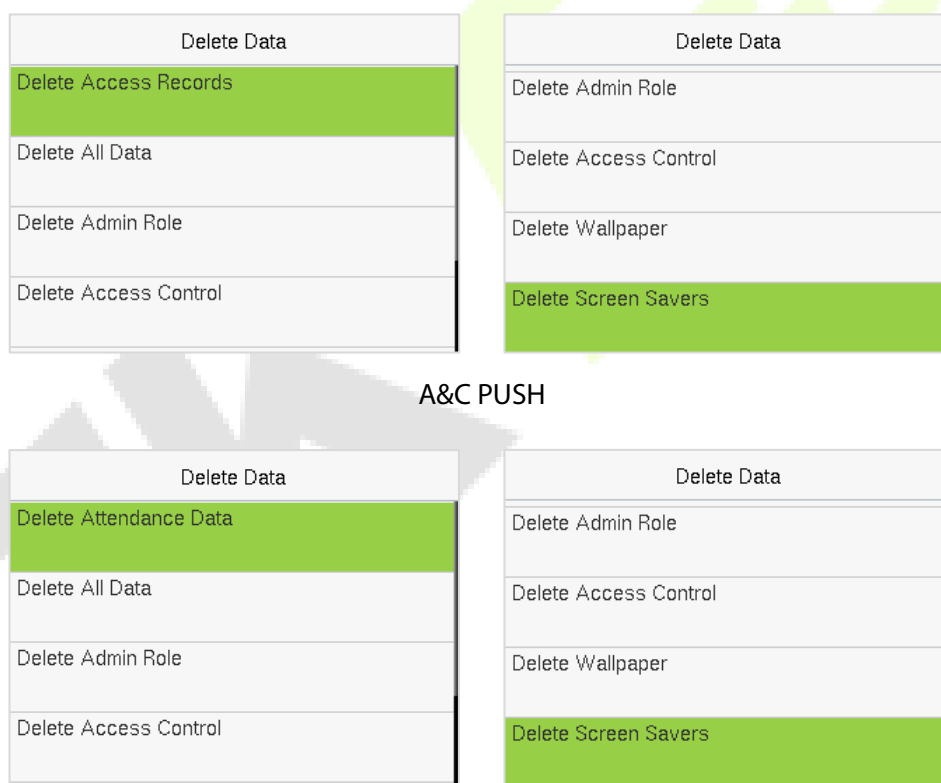 Delete Data
Delete Access Records
Delete All Data
Delete Admin Role
Delete Access Control
Delete Data
Delete Admin Role
Delete Access Control
Delete Wallpaper
Delete Screen Savers
A&C PUSH
Delete Data
Delete Attendance Data
Delete All Data
Delete Admin Role
Delete Access Control
Delete Data
Delete Admin Role
Delete Access Control
Delete Wallpaper
Delete Screen Savers